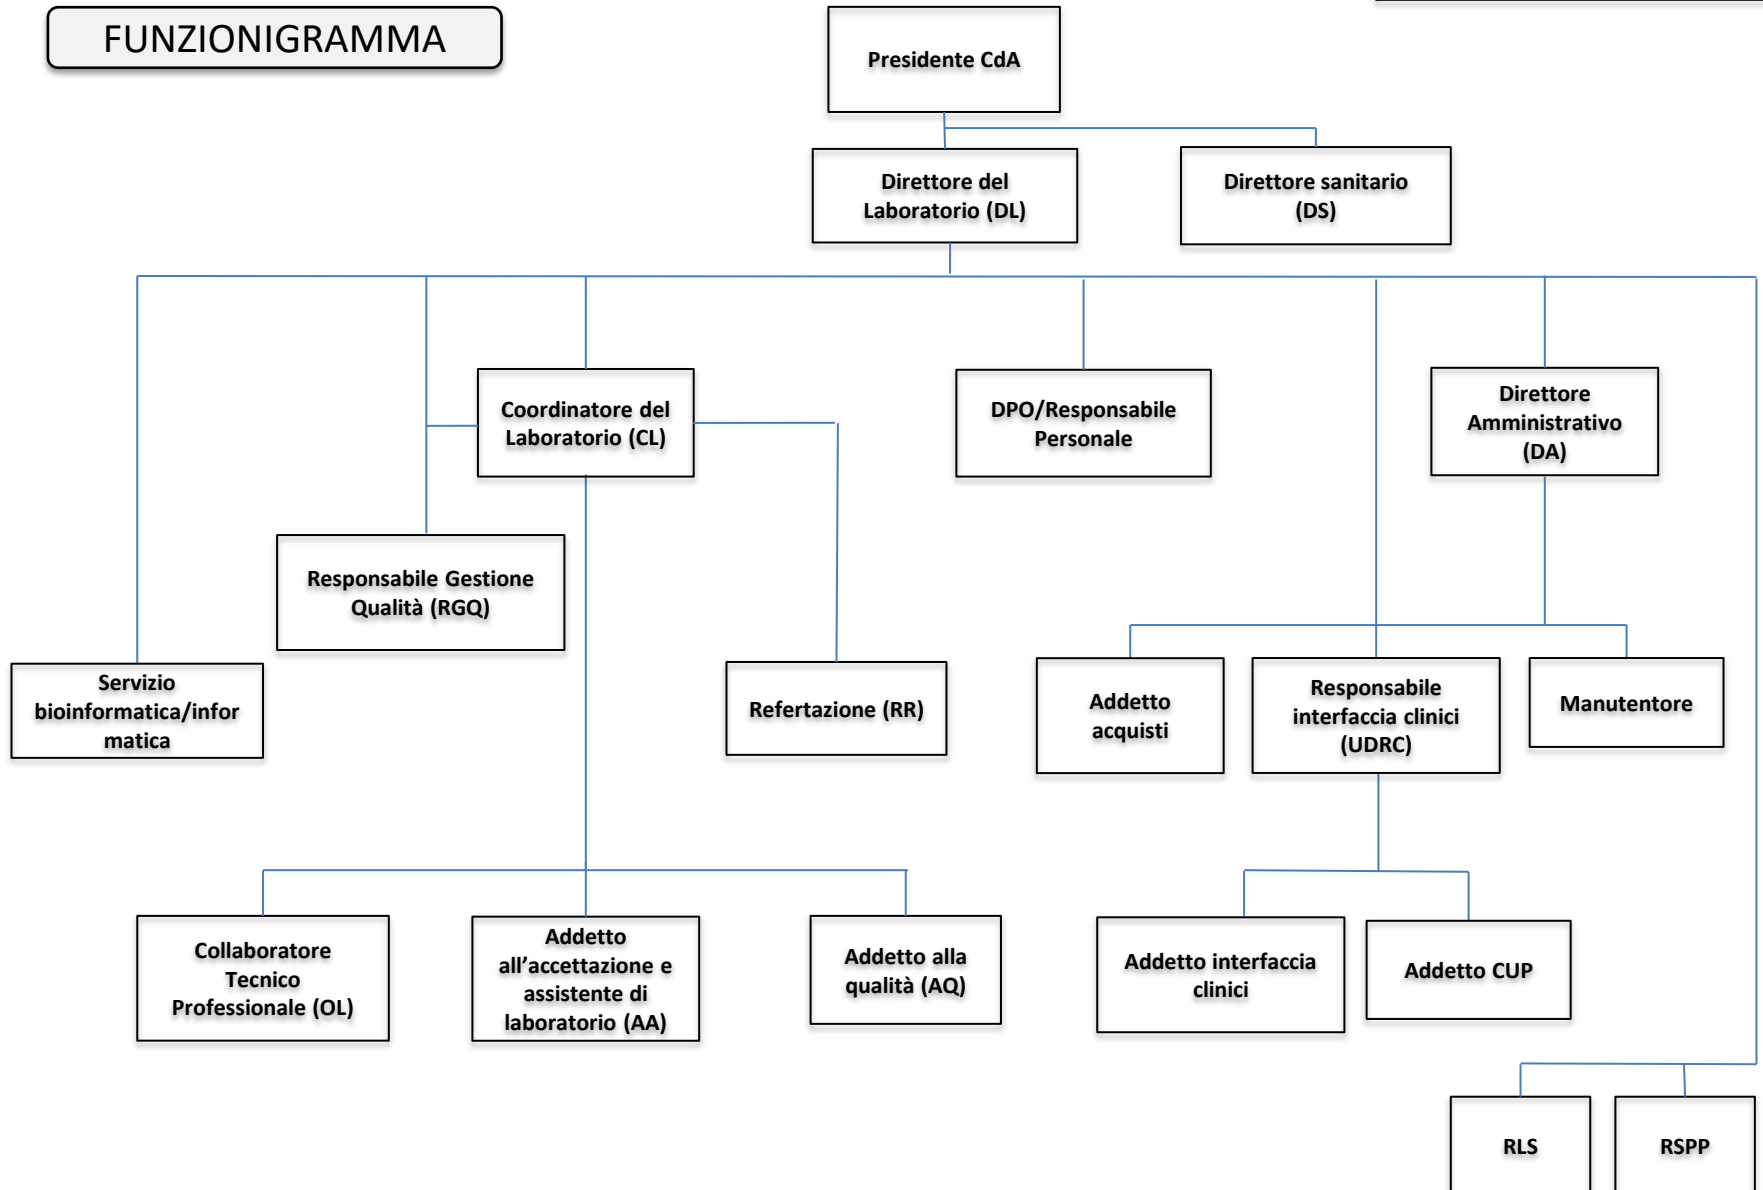 FUNZIONIGRAMMA
Presidente CdA
Direttore del
Laboratorio (DL)
Direttore sanitario
(DS)
Coordinatore del
Laboratorio (CL)
DPO/Responsabile
Personale
Direttore
Amministrativo
(DA)
Responsabile Gestione
Qualità (RGQ)
Servizio
bioinformatica/infor
matica
Refertazione (RR)
Addetto
acquisti
Responsabile
interfaccia clinici
(UDRC)
Manutentore
Collaboratore
Tecnico
Professionale (OL)
Addetto
all’accettazione e
assistente di
laboratorio (AA)
Addetto alla
qualità (AQ)
Addetto interfaccia
clinici
Addetto CUP
RLS
RSPP